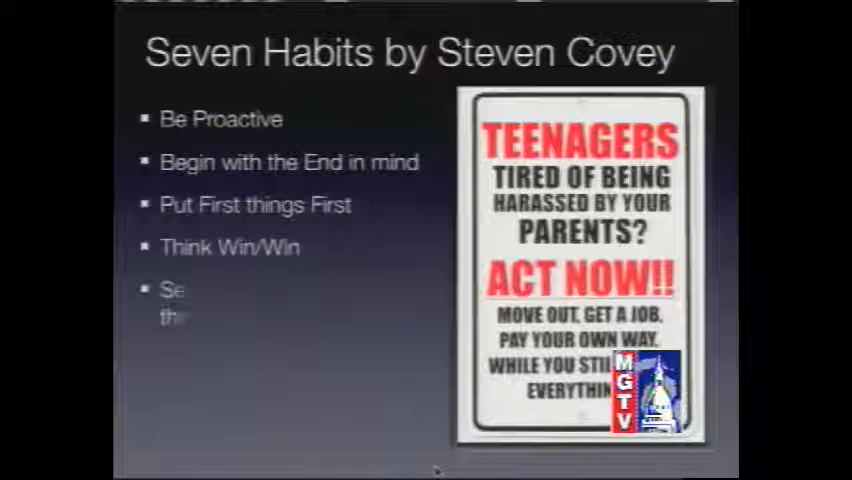 Seven Habits by Steven Covey
Be Proactive
Begin with the End in mind
Put First things First
Think Win/Win
Se
th
TEENAGERS
TIRED OF BEING
HARASSED BY YOUR
PARENTS?
ACT NOW!!
MOVE OUT, GET A JOB,
PAY YOUR OWN WAY,
WHILE YOU
MGTV